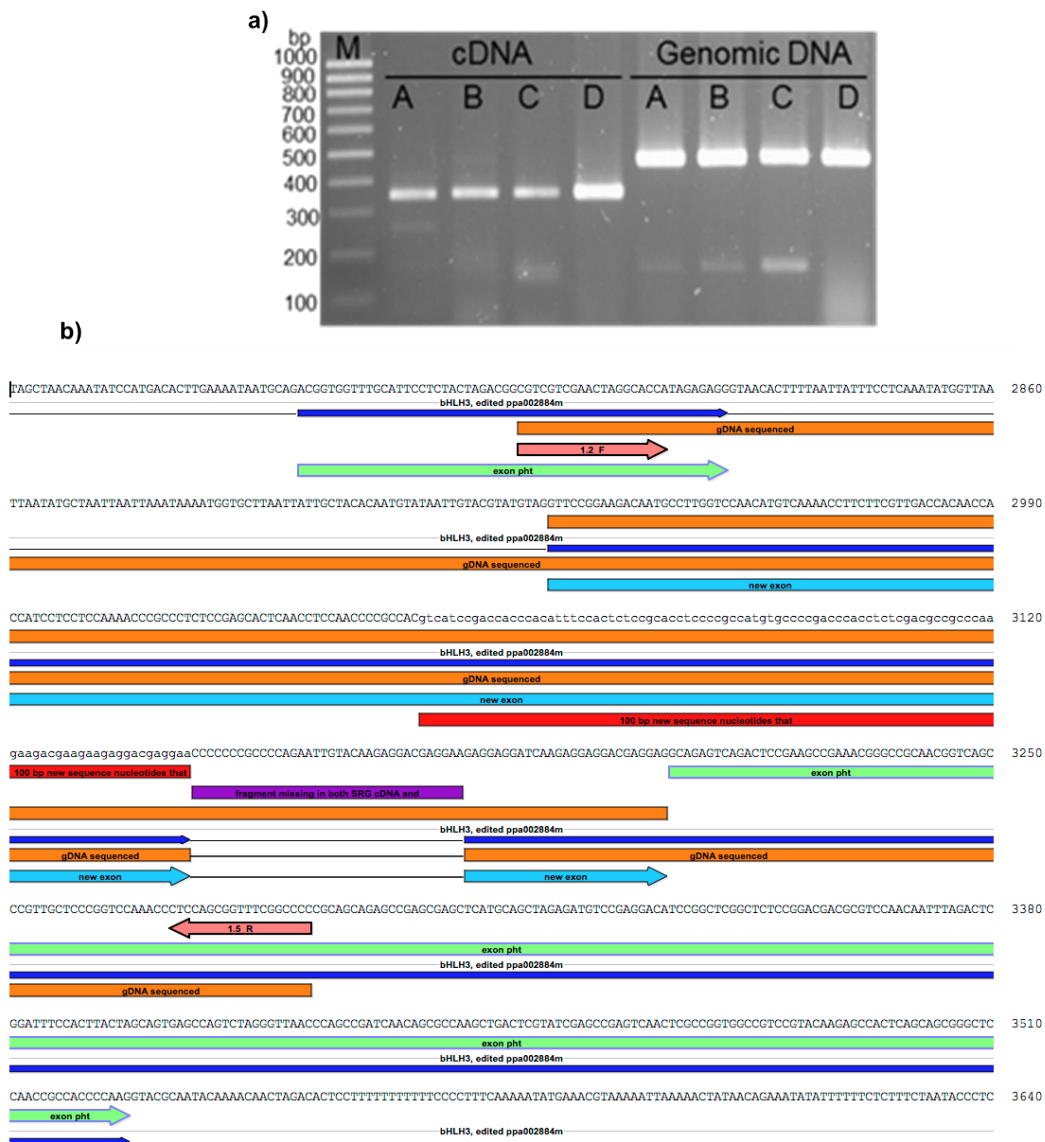 a)
bp
M
cDNA
Genomic DNA
A B C D A B C D
1000
900
800
700
600
500
400
300
200
100
b)
TAGCTAACAAATATCCATGACACTTGAAAATAATGCAGACGGTGGTTTGCATTCCTCTACTAGACGGCGTCGTCGAACTAGGCACCATAGAGAGGGTAACACTTTTAATTATTTCCTCAAATATGGTTAA 2860
bHLH3, edited ppa002884m
gDNA sequenced
1.2 F
exon pht
TTAATATGCTAATTAATTAAATAAAATGGTGCTTAATTATTGCTACACAATGTATAATTGTACGTATGTAGGTTCCGGAAGACAATGCCTTGGTCCAACATGTCAAAACCTTCTTCGTTGACCACAACCA 2990
bHLH3, edited ppa002884m
gDNA sequenced
new exon
CCATCCTCCTCCAAAACCCGCCCTCTCCGAGCACTCAACCTCCAACCCCGCCACgtcatccgaccacccacatttccactctccgcacctccccgccatgtgccccgacccacctctcgacgccgcccaa 3120
bHLH3, edited ppa002884m
gDNA sequenced
new exon
100 bp new sequence nucleotides that
gaagacgaagaagaggacgaggaaCCCCCCCGCCCCAGAATTGTACAAGAGGACGAGGAAGAGGAGGATCAAGAGGAGGACGAGGAGGCAGAGTCAGACTCCGAAGCCGAAACGGGCCGCAACGGTCAGC 3250
100 bp new sequence nucleotides that
exon pht
fragment missing in both SRG cDNA and
bHLH3, edited ppa002884m
gDNA sequenced
gDNA sequenced
new exon
new exon
CCGTTGCTCCCGGTCCAAACCCTCCAGCGGTTTCGGCCCCCGCAGCAGAGCCGAGCGAGCTCATGCAGCTAGAGATGTCCGAGGACATCCGGCTCGGCTCTCCGGACGACGCGTCCAACAATTTAGACTC 3380
1.5 R
exon pht
bHLH3, edited ppa002884m
gDNA sequenced
GGATTTCCACTTACTAGCAGTGAGCCAGTCTAGGGTTAACCCAGCCGATCAACAGCGCCAAGCTGACTCGTATCGAGCCGAGTCAACTCGCCGGTGGCCGTCCGTACAAGAGCCACTCAGCAGCGGGCTC 3510
exon pht
bHLH3, edited ppa002884m
CAACCGCCACCCCAAGGTACGCAATACAAAACAACTAGACACTCCTTTTTTTTTTTCCCCTTTCAAAAATATGAAACGTAAAAATTAAAAACTATAACAGAAATATATTTTTTCTCTTTCTAATACCCTC 3640
exon pht
bHLH3, edited ppa002884m